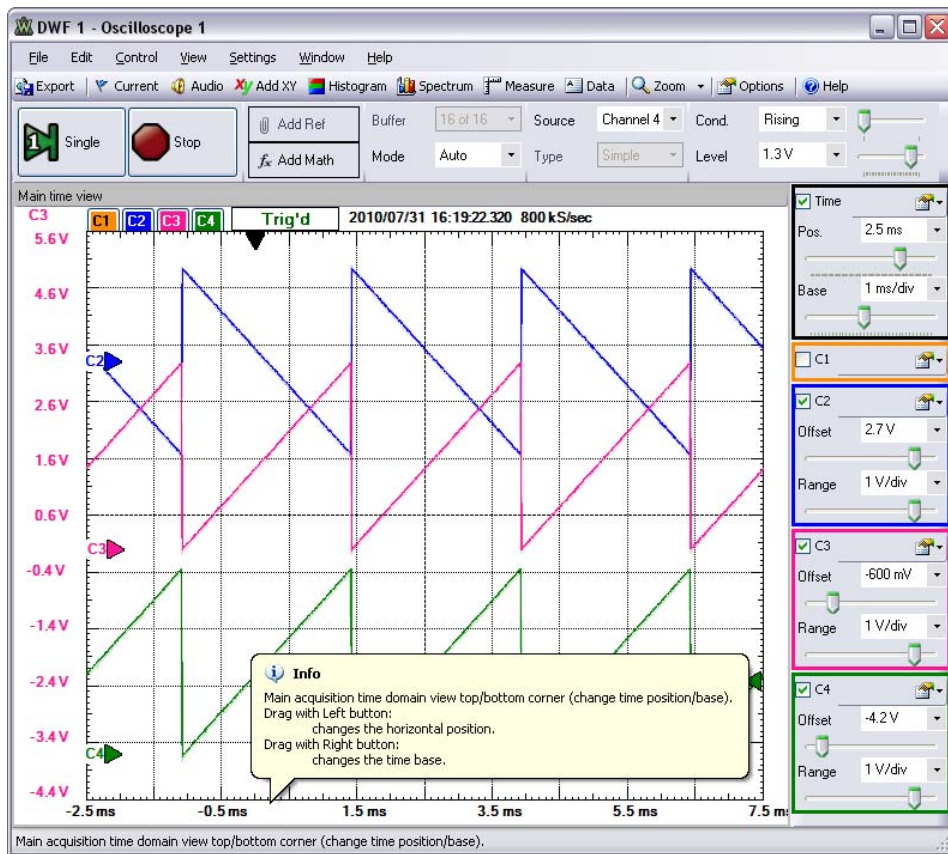 DWF 1 - Oscilloscope 1
File Edit Control View Settings Window Help
Export Current Audio Add XY Histogram Spectrum Measure Data Zoom Options Help
1 Single Stop
Add Ref
fx Add Math
Buffer 16 of 16 Source Channel 4 Cond. Rising
Mode Auto Type Simple Level 1.3 V
Main time view
C3 C1 C2 C3 C4 Trig'd 2010/07/31 16:19:22.320 800 kS/sec
5.6 V
4.6 V
3.6 V
2.6 V
1.6 V
0.6 V
-0.4 V
-1.4 V
-2.4 V
-3.4 V
-4.4 V
C2
C3
C4
-2.5 ms -0.5 ms 1.5 ms 3.5 ms 5.5 ms 7.5 ms
Info
Main acquisition time domain view top/bottom corner (change time position/base).
Drag with Left button:
changes the horizontal position.
Drag with Right button:
changes the time base.
Time
Pos. 2.5 ms
Base 1 ms/div
C1
C2
Offset 2.7 V
Range 1 V/div
C3
Offset -600 mV
Range 1 V/div
C4
Offset -4.2 V
Range 1 V/div
Main acquisition time domain view top/bottom corner (change time position/base).